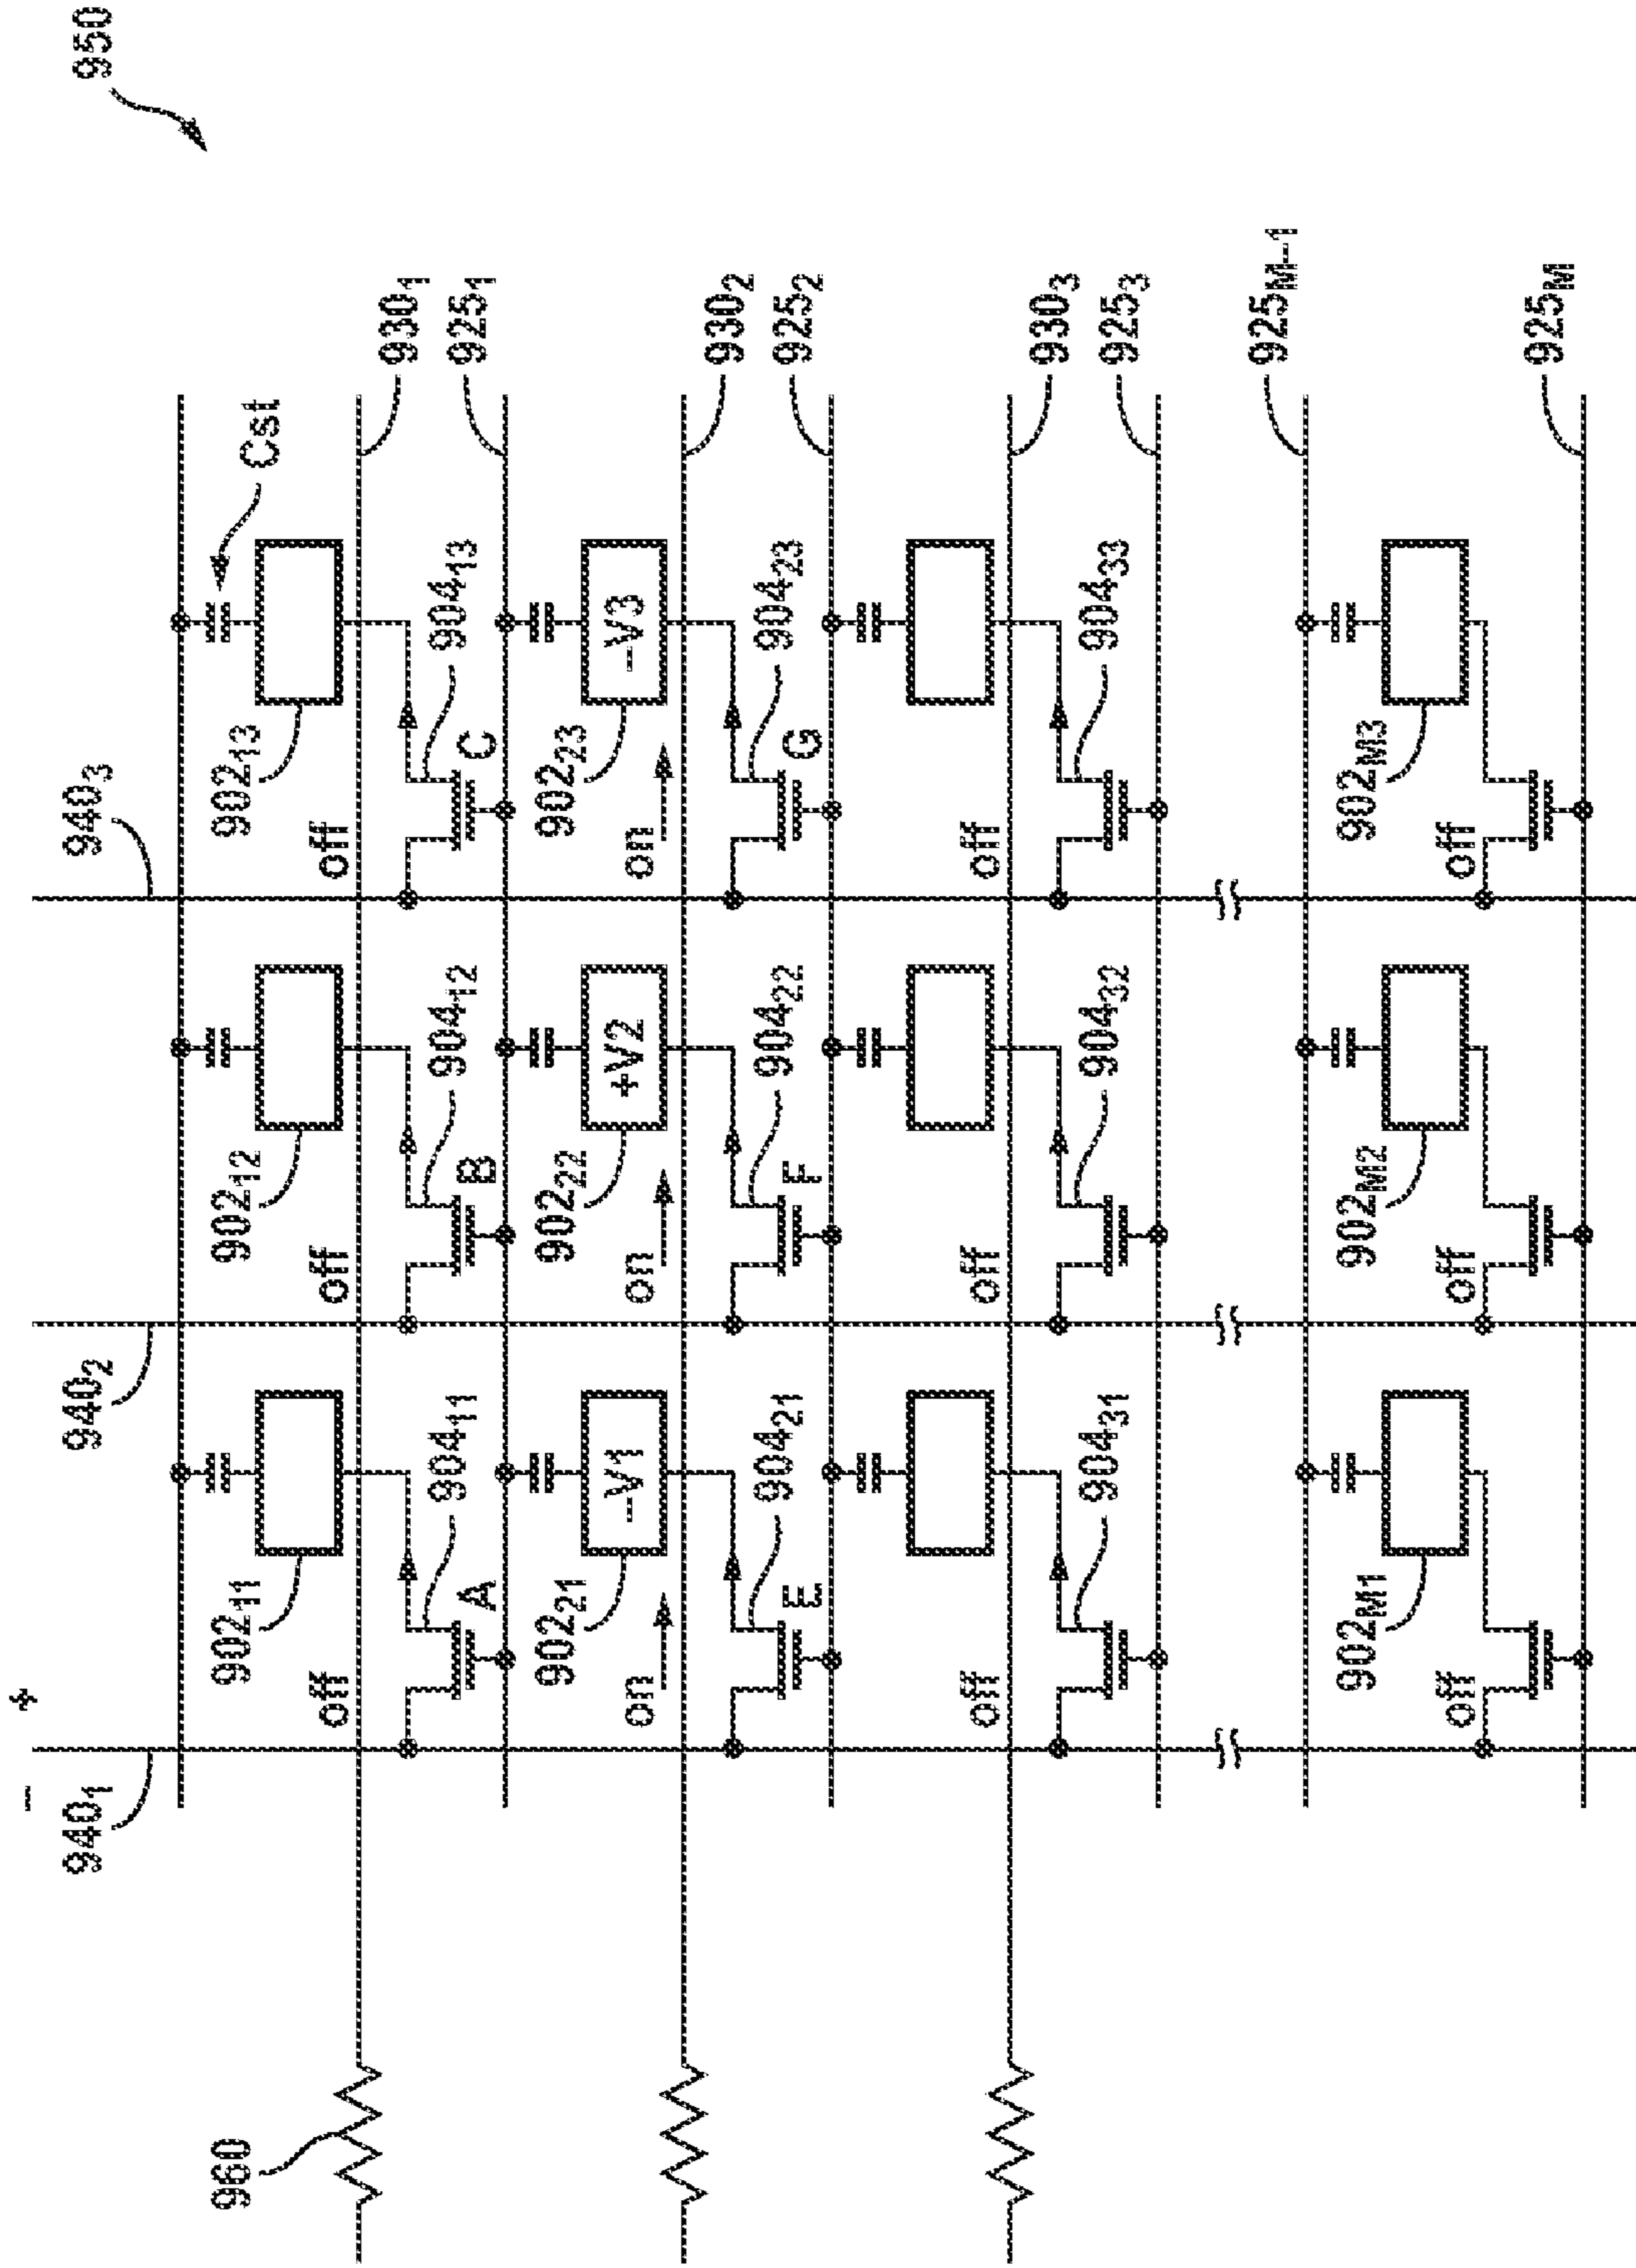 950
940₁
− +
940₂
940₃
Cst
902₁₁
902₁₂
902₁₃
960
off
off
off
930₁
904₁₁
904₁₂
904₁₃
A
B
C
925₁
902₂₁
−V1
902₂₂
+V2
902₂₃
−V3
on
on
on
930₂
904₂₁
904₂₂
904₂₃
E
F
G
925₂
off
off
off
930₃
904₃₁
904₃₂
904₃₃
925₃
925M−1
902M1
902M2
902M3
off
off
off
925M